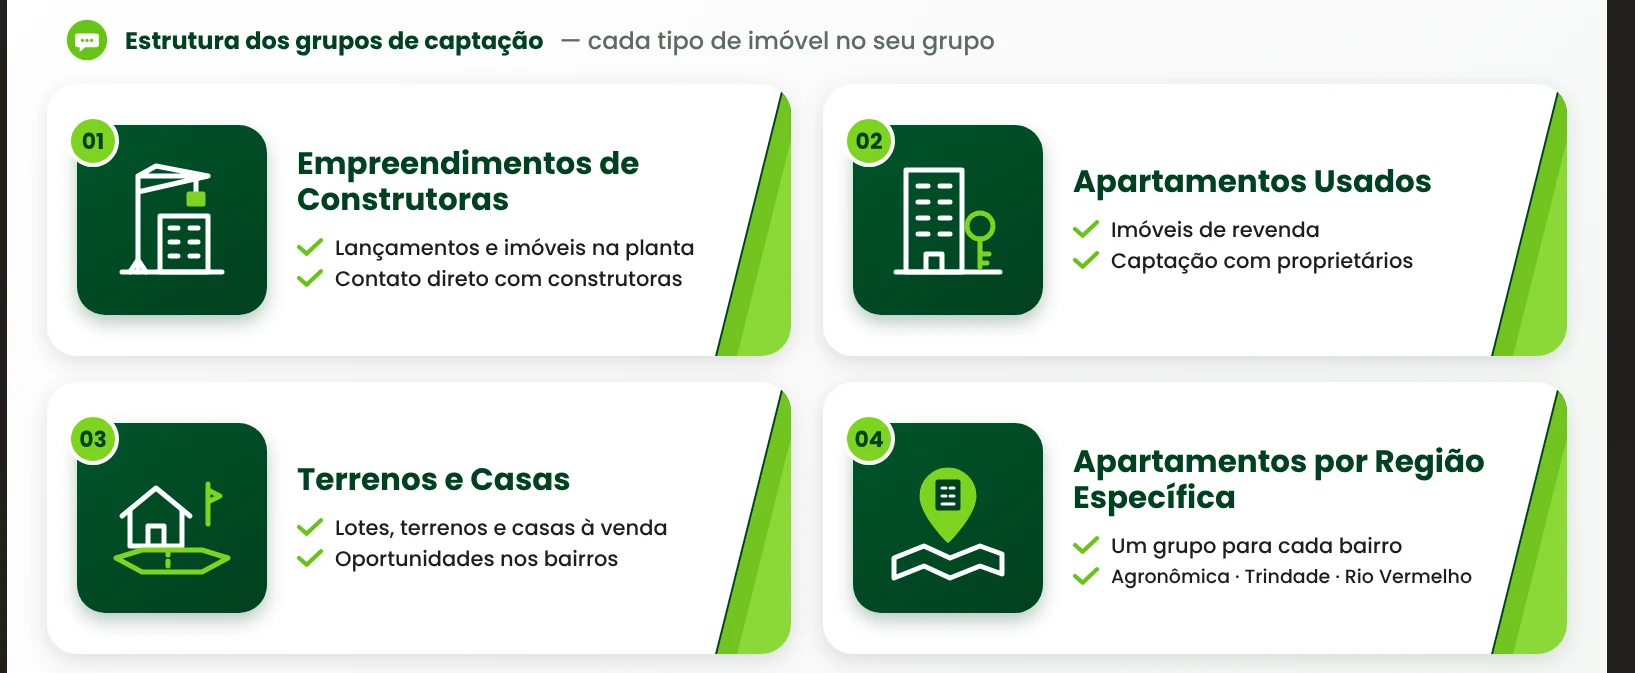 Estrutura dos grupos de captação — cada tipo de imóvel no seu grupo
01
Empreendimentos de
Construtoras
Lançamentos e imóveis na planta
Contato direto com construtoras
02
Apartamentos Usados
Imóveis de revenda
Captação com proprietários
03
Terrenos e Casas
Lotes, terrenos e casas à venda
Oportunidades nos bairros
04
Apartamentos por Região
Específica
Um grupo para cada bairro
Agronômica · Trindade · Rio Vermelho